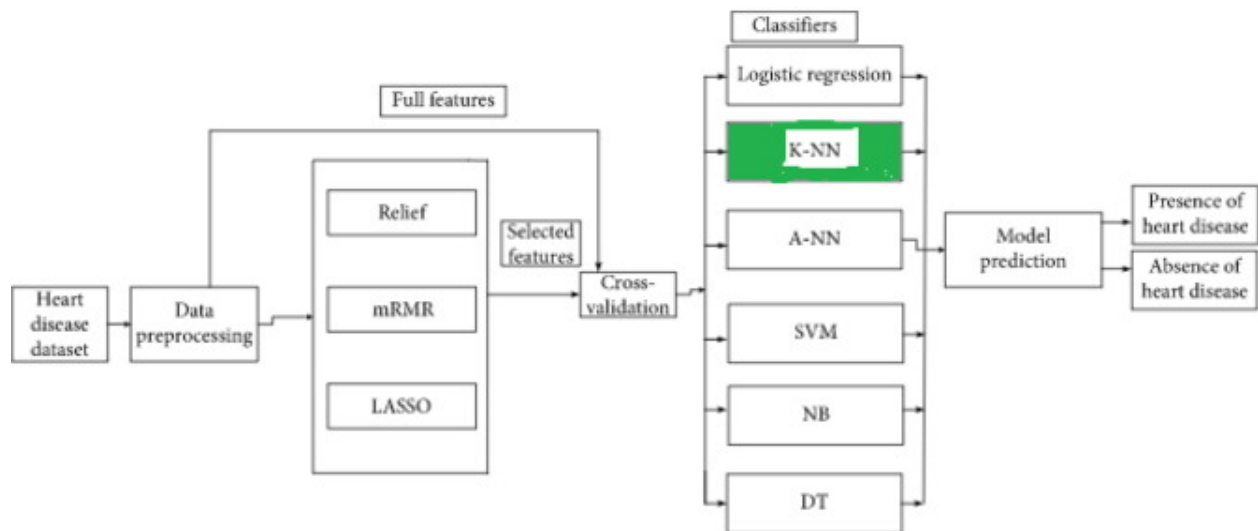 Classifiers
Logistic regression
Full features
K-NN
Relief
Selected
features
A-NN
Presence of
heart disease
Model
prediction
Absence of
heart disease
Heart
disease
dataset
Data
preprocessing
mRMR
Cross-
validation
SVM
LASSO
NB
DT